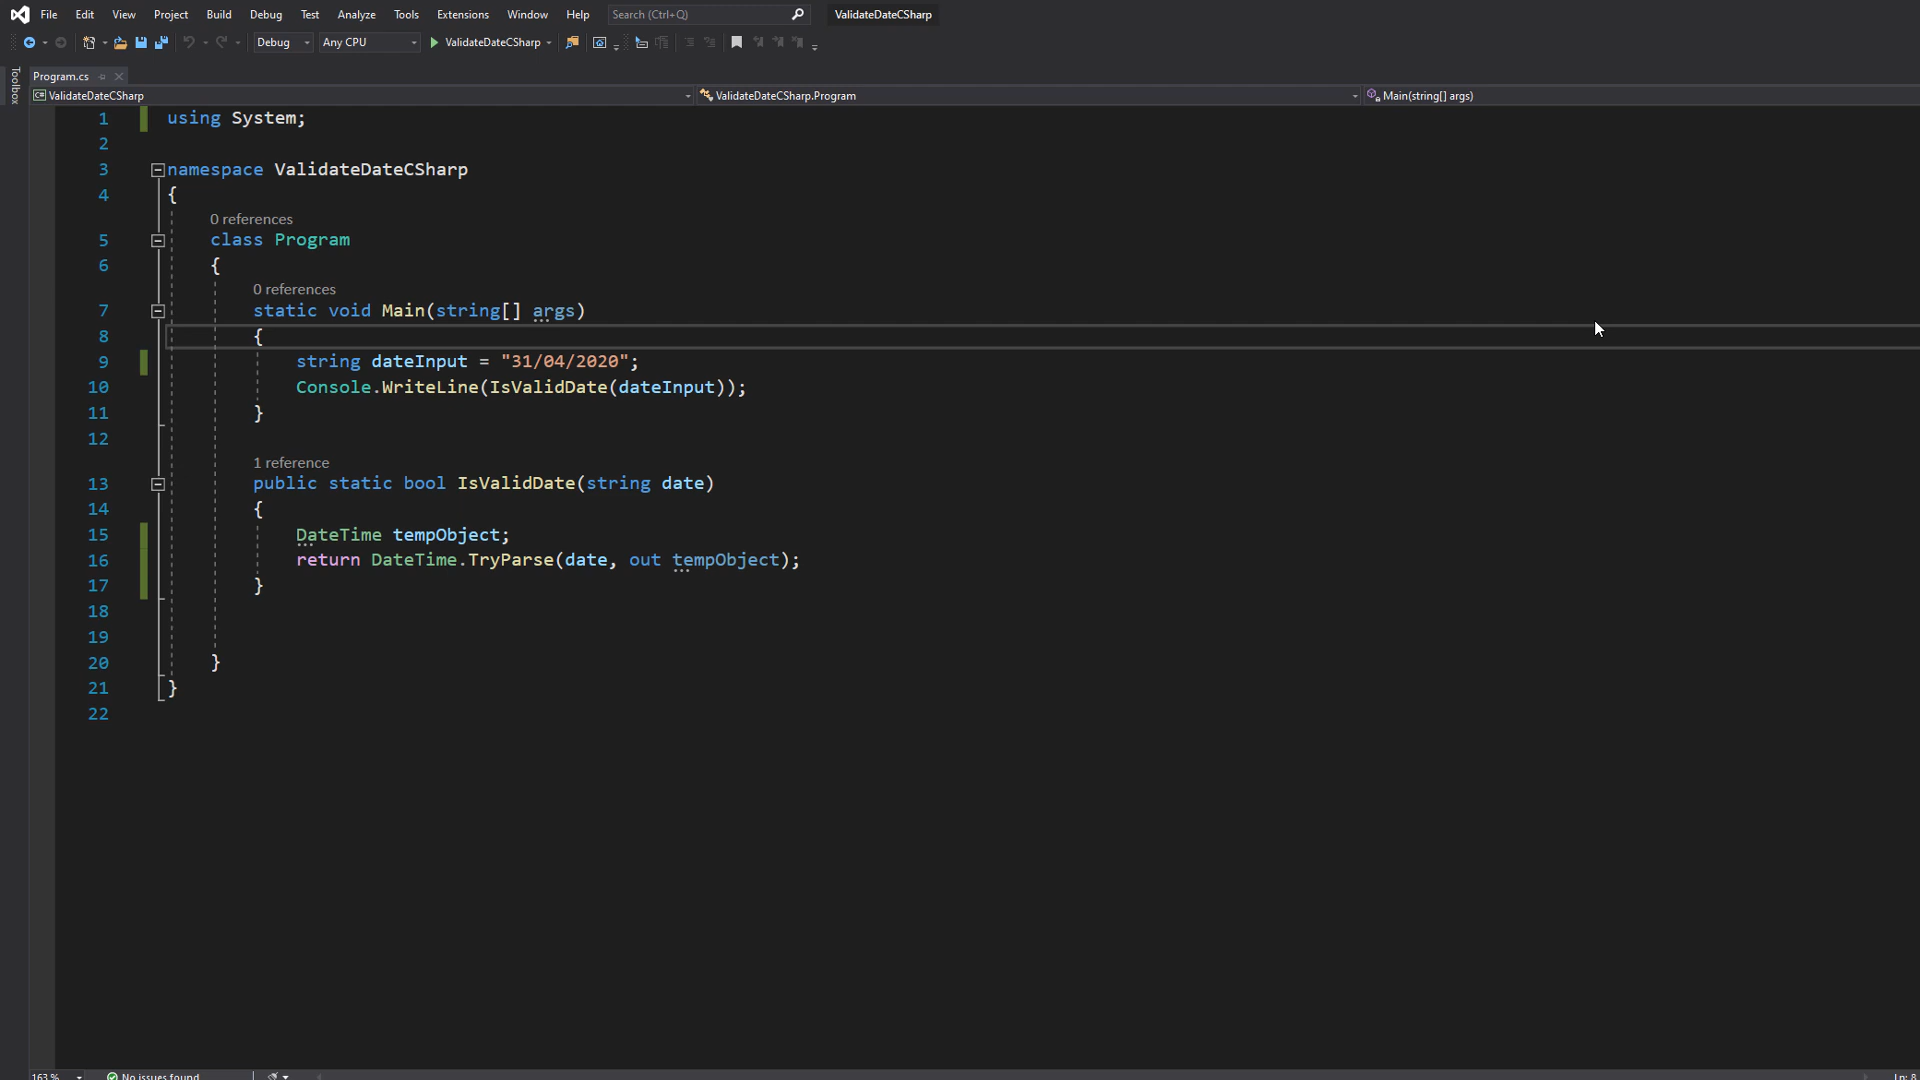 File Edit View Project Build Debug Test Analyze Tools Extensions Window Help Search (Ctrl+Q) ValidateDateCSharp
Debug Any CPU ValidateDateCSharp
Toolbox
Program.cs
ValidateDateCSharp ValidateDateCSharp.Program Main(string[] args)
1 using System;
2
3 namespace ValidateDateCSharp
4 {
0 references
5 class Program
6 {
0 references
7 static void Main(string[] args)
8 {
9 string dateInput = "31/04/2020";
10 Console.WriteLine(IsValidDate(dateInput));
11 }
12
1 reference
13 public static bool IsValidDate(string date)
14 {
15 DateTime tempObject;
16 return DateTime.TryParse(date, out tempObject);
17 }
18
19
20 }
21 }
22
163 % No issues found Ln: 8